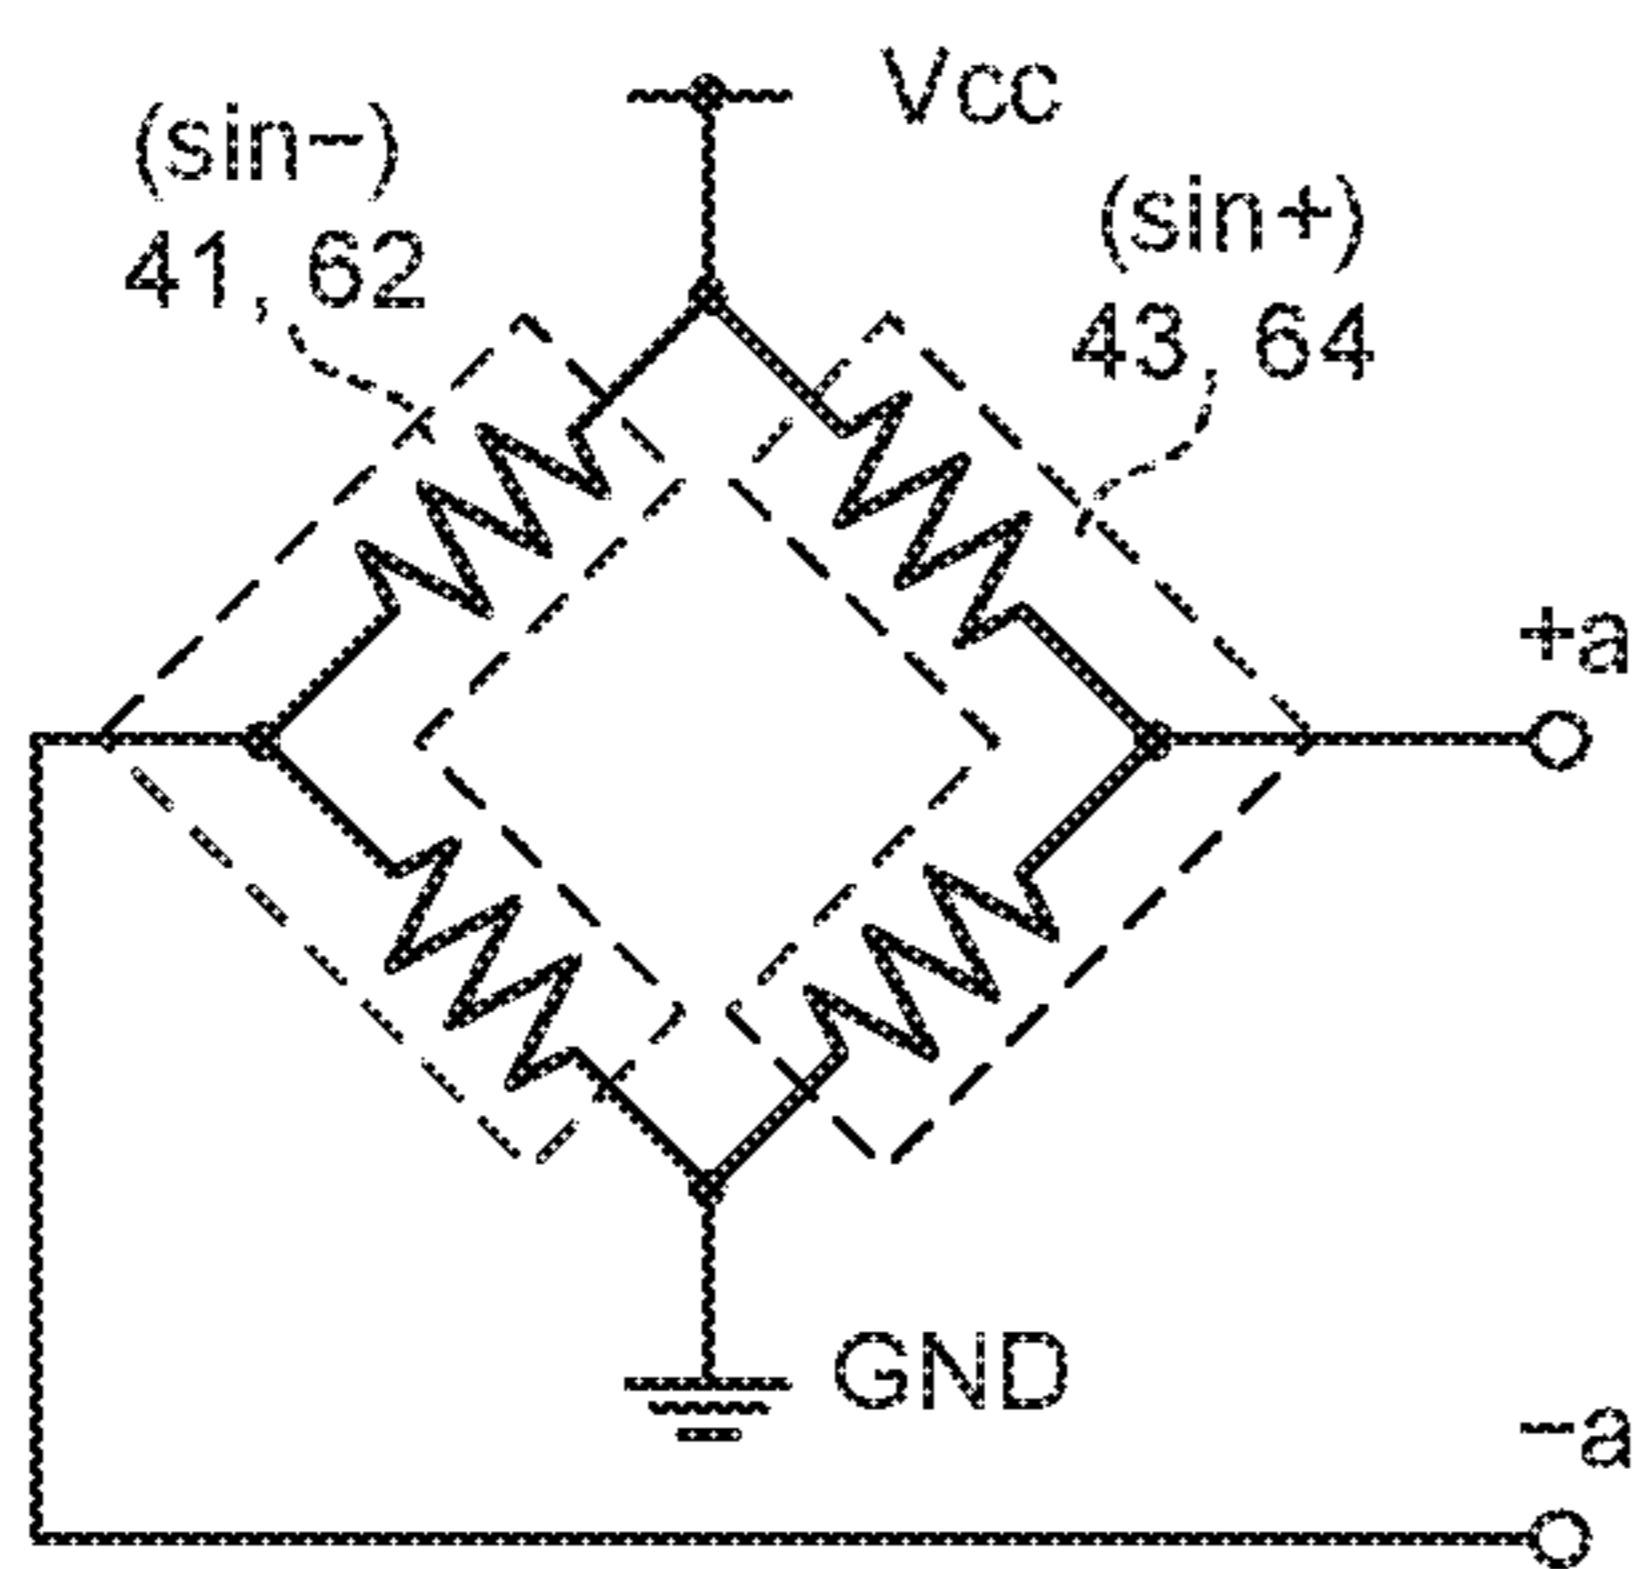 Vcc
(sin−)
41, 62
(sin+)
43, 64
+a
GND
−a